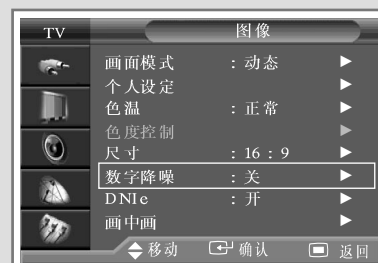 TV 图像
画面模式 : 动态
个人设定
色温 : 正常
色度控制
尺寸 : 16 : 9
数字降噪 : 关
DNIe : 开
画中画
移动 确认 返回